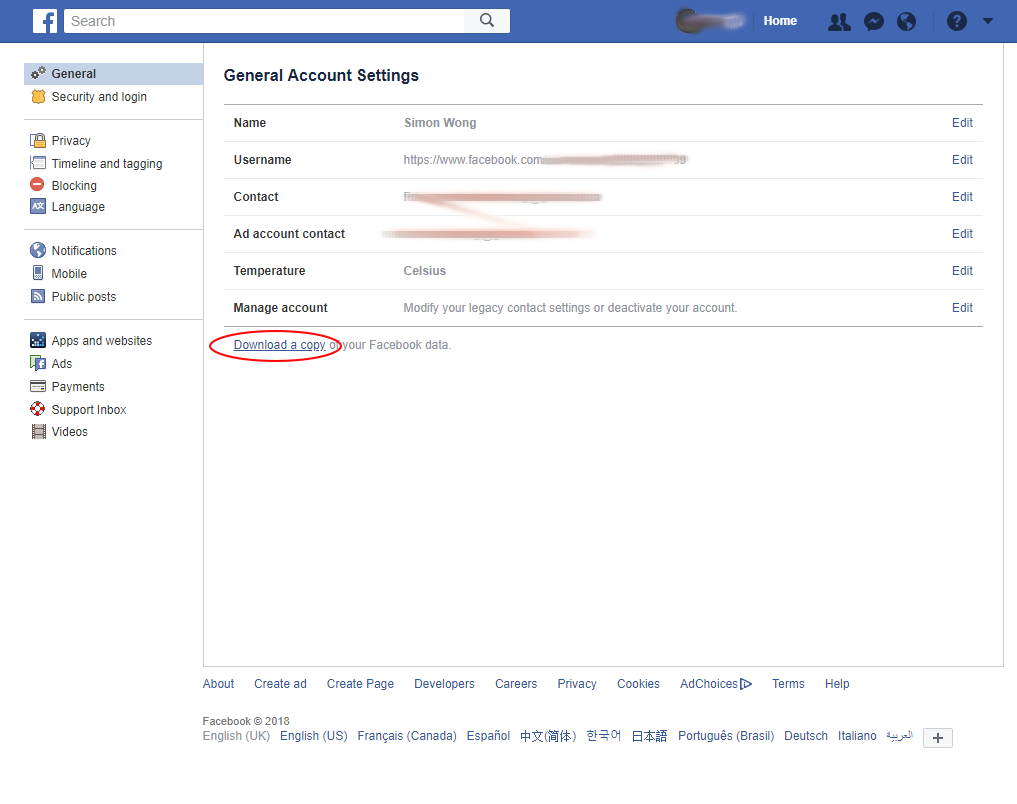 Search
Home
General
Security and login
Privacy
Timeline and tagging
Blocking
Language
Notifications
Mobile
Public posts
Apps and websites
Ads
Payments
Support Inbox
Videos
General Account Settings
Name Simon Wong Edit
Username https://www.facebook.com Edit
Contact Edit
Ad account contact Edit
Temperature Celsius Edit
Manage account Modify your legacy contact settings or deactivate your account. Edit
Download a copy of your Facebook data.
About Create ad Create Page Developers Careers Privacy Cookies AdChoices Terms Help
Facebook © 2018
English (UK) English (US) Français (Canada) Español 中文(简体) 한국어 日本語 Português (Brasil) Deutsch Italiano العربية